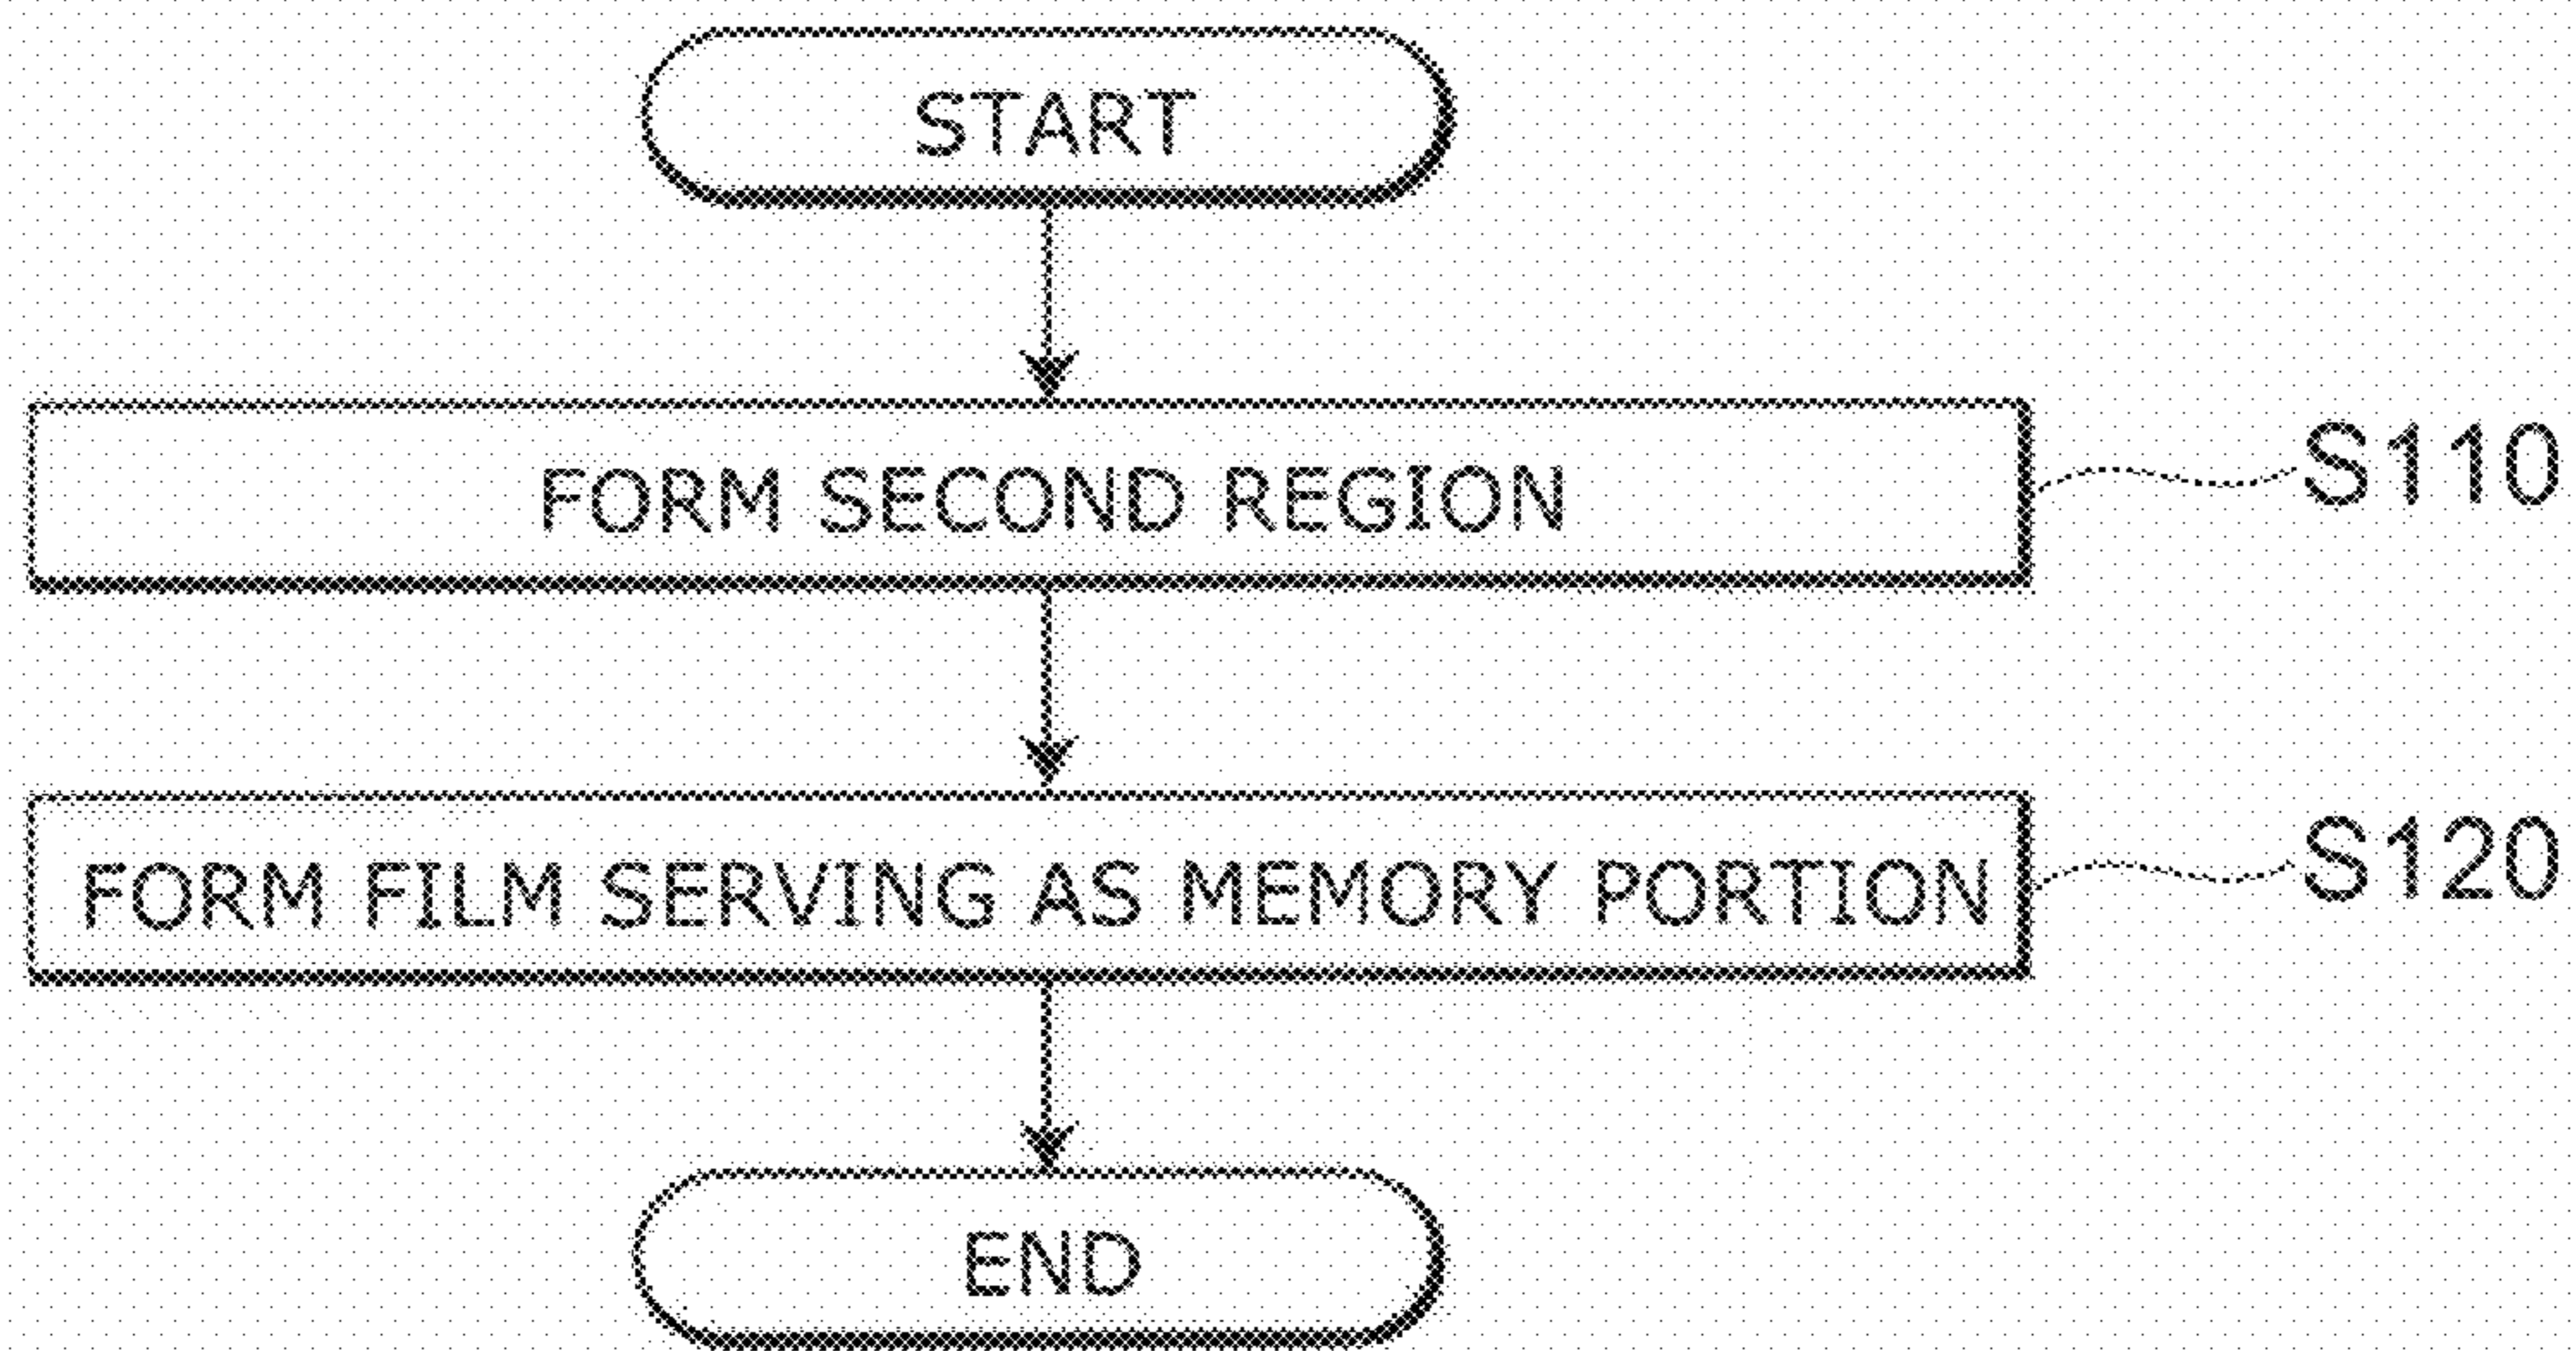 START
FORM SECOND REGION
S110
FORM FILM SERVING AS MEMORY PORTION
S120
END